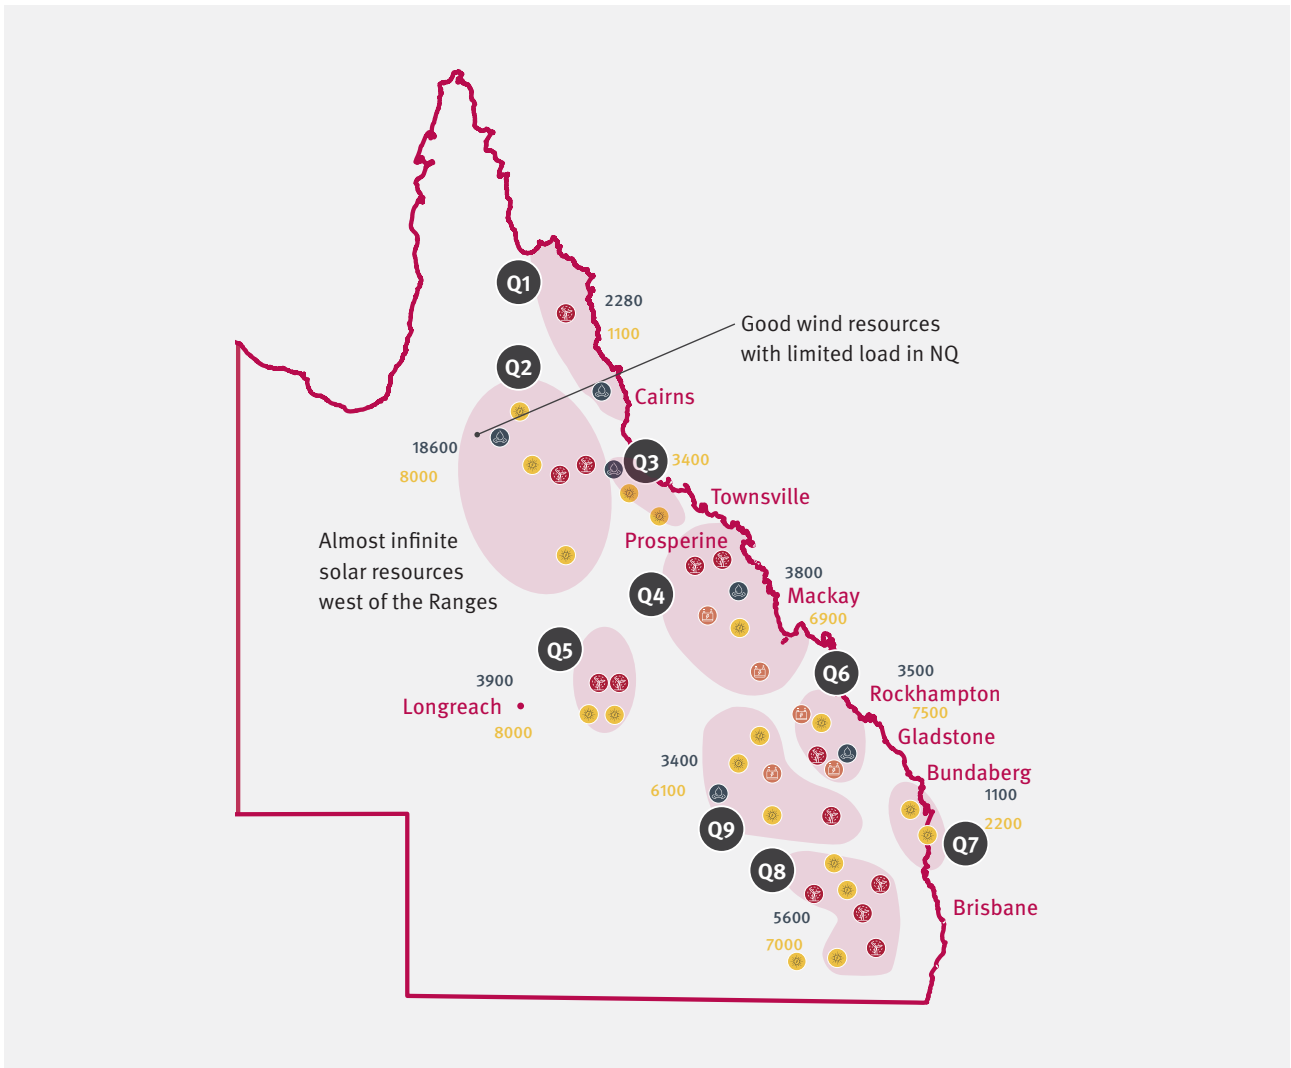 Q1
2280
1100
Good wind resources
with limited load in NQ
Q2
Cairns
18600
8000
Q3
3400
Townsville
Almost infinite
solar resources
west of the Ranges
Prosperine
3800
Q4
Mackay
6900
Q5
3900
Longreach
8000
Q6
3500
Rockhampton
7500
Gladstone
Bundaberg
1100
2200
3400
6100
Q9
Q7
Q8
5600
7000
Brisbane